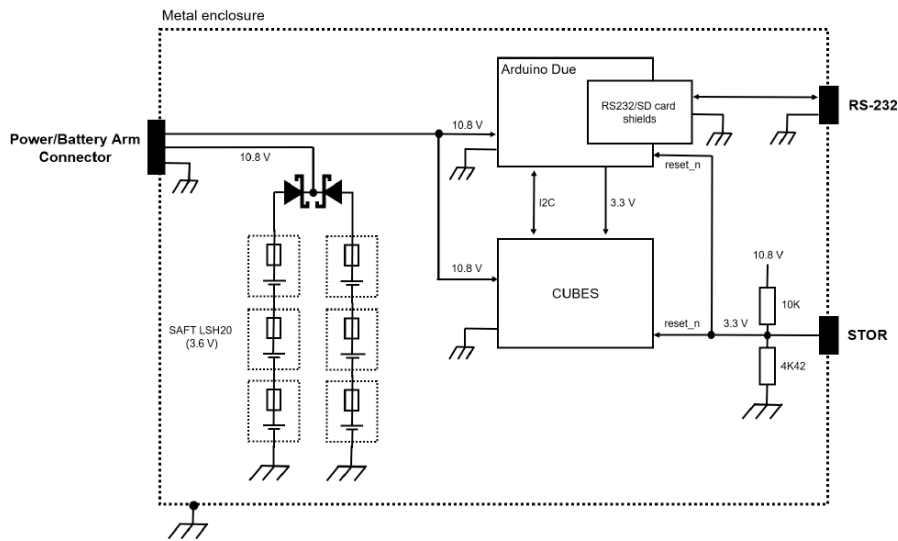 Metal enclosure
Arduino Due
RS232/SD card
shields
RS-232
Power/Battery Arm
Connector
10.8 V
10.8 V
reset_n
I2C
3.3 V
10.8 V
CUBES
10.8 V
10K
SAFT LSH20
(3.6 V)
reset_n
3.3 V
STOR
4K42